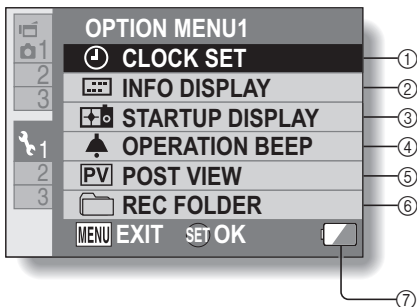 OPTION MENU1
1
2
3
1
2
3
CLOCK SET ①
INFO DISPLAY ②
STARTUP DISPLAY ③
OPERATION BEEP ④
PV POST VIEW ⑤
REC FOLDER ⑥
MENU EXIT SET OK
⑦